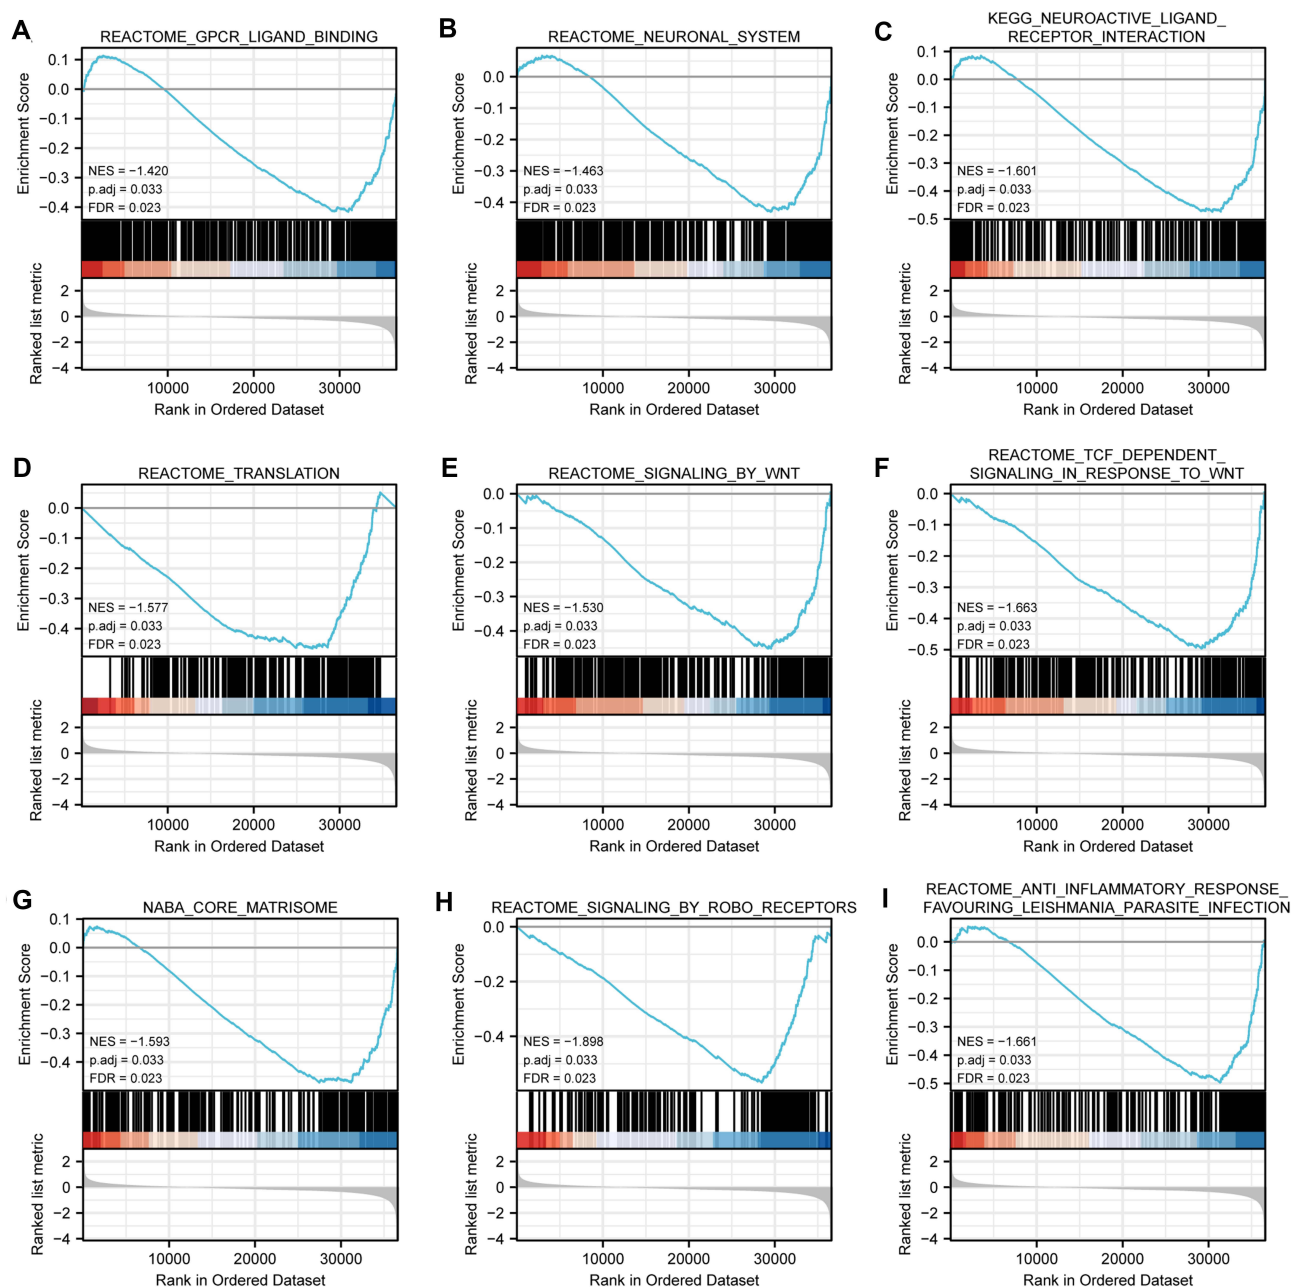 A
REACTOME_GPCR_LIGAND_BINDING
Enrichment Score
0.1
0.0
−0.1
−0.2
−0.3
−0.4
NES = −1.420
p.adj = 0.033
FDR = 0.023
Ranked list metric
2
0
−2
−4
10000 20000 30000
Rank in Ordered Dataset
B
REACTOME_NEURONAL_SYSTEM
Enrichment Score
0.0
−0.1
−0.2
−0.3
−0.4
NES = −1.463
p.adj = 0.033
FDR = 0.023
Ranked list metric
2
0
−2
−4
10000 20000 30000
Rank in Ordered Dataset
C
KEGG_NEUROACTIVE_LIGAND_
RECEPTOR_INTERACTION
Enrichment Score
0.1
0.0
−0.1
−0.2
−0.3
−0.4
−0.5
NES = −1.601
p.adj = 0.033
FDR = 0.023
Ranked list metric
2
0
−2
−4
10000 20000 30000
Rank in Ordered Dataset
D
REACTOME_TRANSLATION
Enrichment Score
0.0
−0.1
−0.2
−0.3
−0.4
NES = −1.577
p.adj = 0.033
FDR = 0.023
Ranked list metric
2
0
−2
−4
10000 20000 30000
Rank in Ordered Dataset
E
REACTOME_SIGNALING_BY_WNT
Enrichment Score
0.0
−0.1
−0.2
−0.3
−0.4
NES = −1.530
p.adj = 0.033
FDR = 0.023
Ranked list metric
2
0
−2
−4
10000 20000 30000
Rank in Ordered Dataset
F
REACTOME_TCF_DEPENDENT_
SIGNALING_IN_RESPONSE_TO_WNT
Enrichment Score
0.0
−0.1
−0.2
−0.3
−0.4
−0.5
NES = −1.663
p.adj = 0.033
FDR = 0.023
Ranked list metric
2
0
−2
−4
10000 20000 30000
Rank in Ordered Dataset
G
NABA_CORE_MATRISOME
Enrichment Score
0.1
0.0
−0.1
−0.2
−0.3
−0.4
NES = −1.593
p.adj = 0.033
FDR = 0.023
Ranked list metric
2
0
−2
−4
10000 20000 30000
Rank in Ordered Dataset
H
REACTOME_SIGNALING_BY_ROBO_RECEPTORS
Enrichment Score
0.0
−0.2
−0.4
NES = −1.898
p.adj = 0.033
FDR = 0.023
Ranked list metric
2
0
−2
−4
10000 20000 30000
Rank in Ordered Dataset
I
REACTOME_ANTI_INFLAMMATORY_RESPONSE_
FAVOURING_LEISHMANIA_PARASITE_INFECTION
Enrichment Score
0.0
−0.1
−0.2
−0.3
−0.4
−0.5
NES = −1.661
p.adj = 0.033
FDR = 0.023
Ranked list metric
2
0
−2
−4
10000 20000 30000
Rank in Ordered Dataset